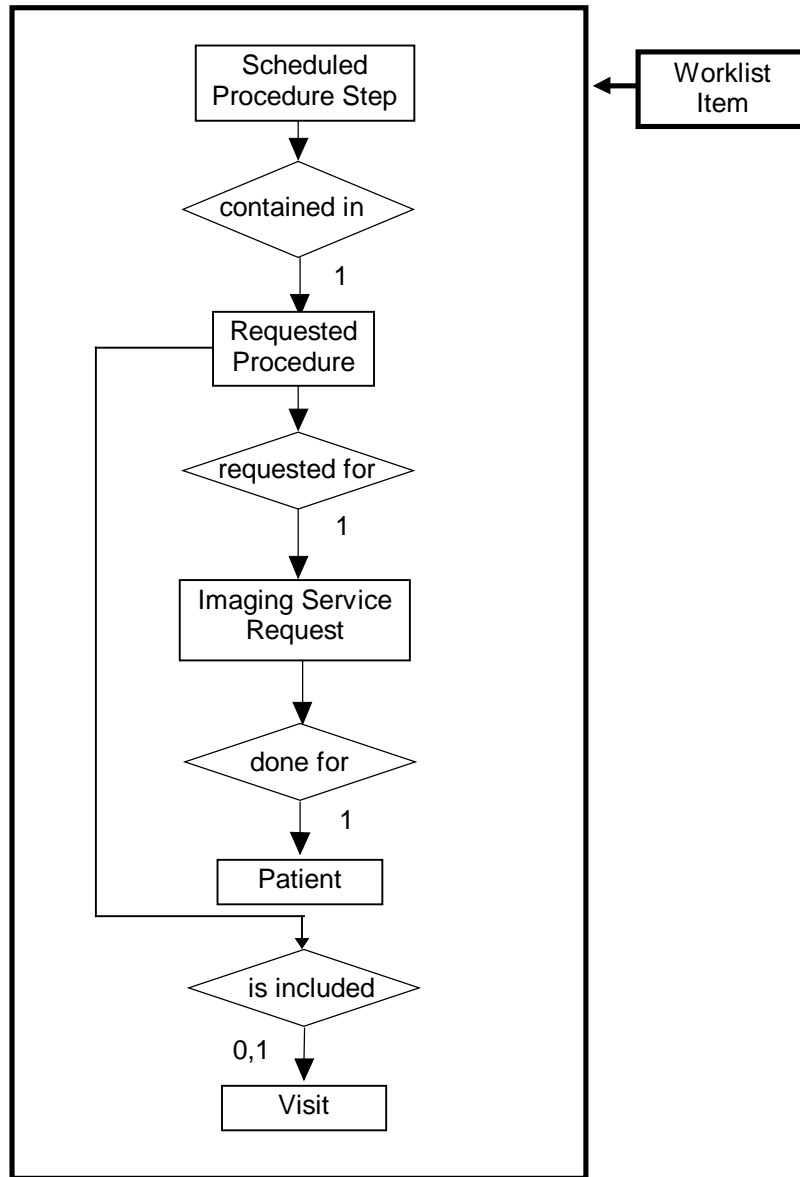 Scheduled
Procedure Step
Worklist
Item
contained in
1
Requested
Procedure
requested for
1
Imaging Service
Request
done for
1
Patient
is included
0,1
Visit